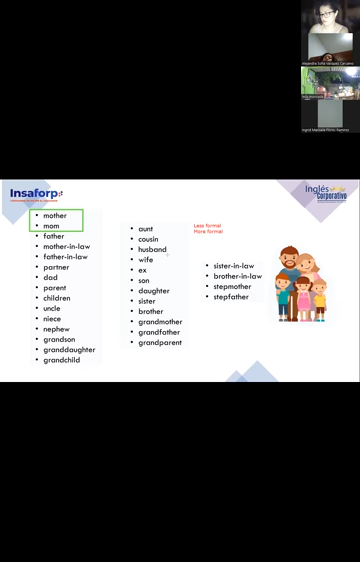 Insaforp
Inglés
Corporativo
mother
mom
father
mother-in-law
father-in-law
partner
dad
parent
children
uncle
niece
nephew
grandson
granddaughter
grandchild
aunt
cousin
husband
wife
ex
son
daughter
sister
brother
grandmother
grandfather
grandparent
Less formal
More formal
sister-in-law
brother-in-law
stepmother
stepfather